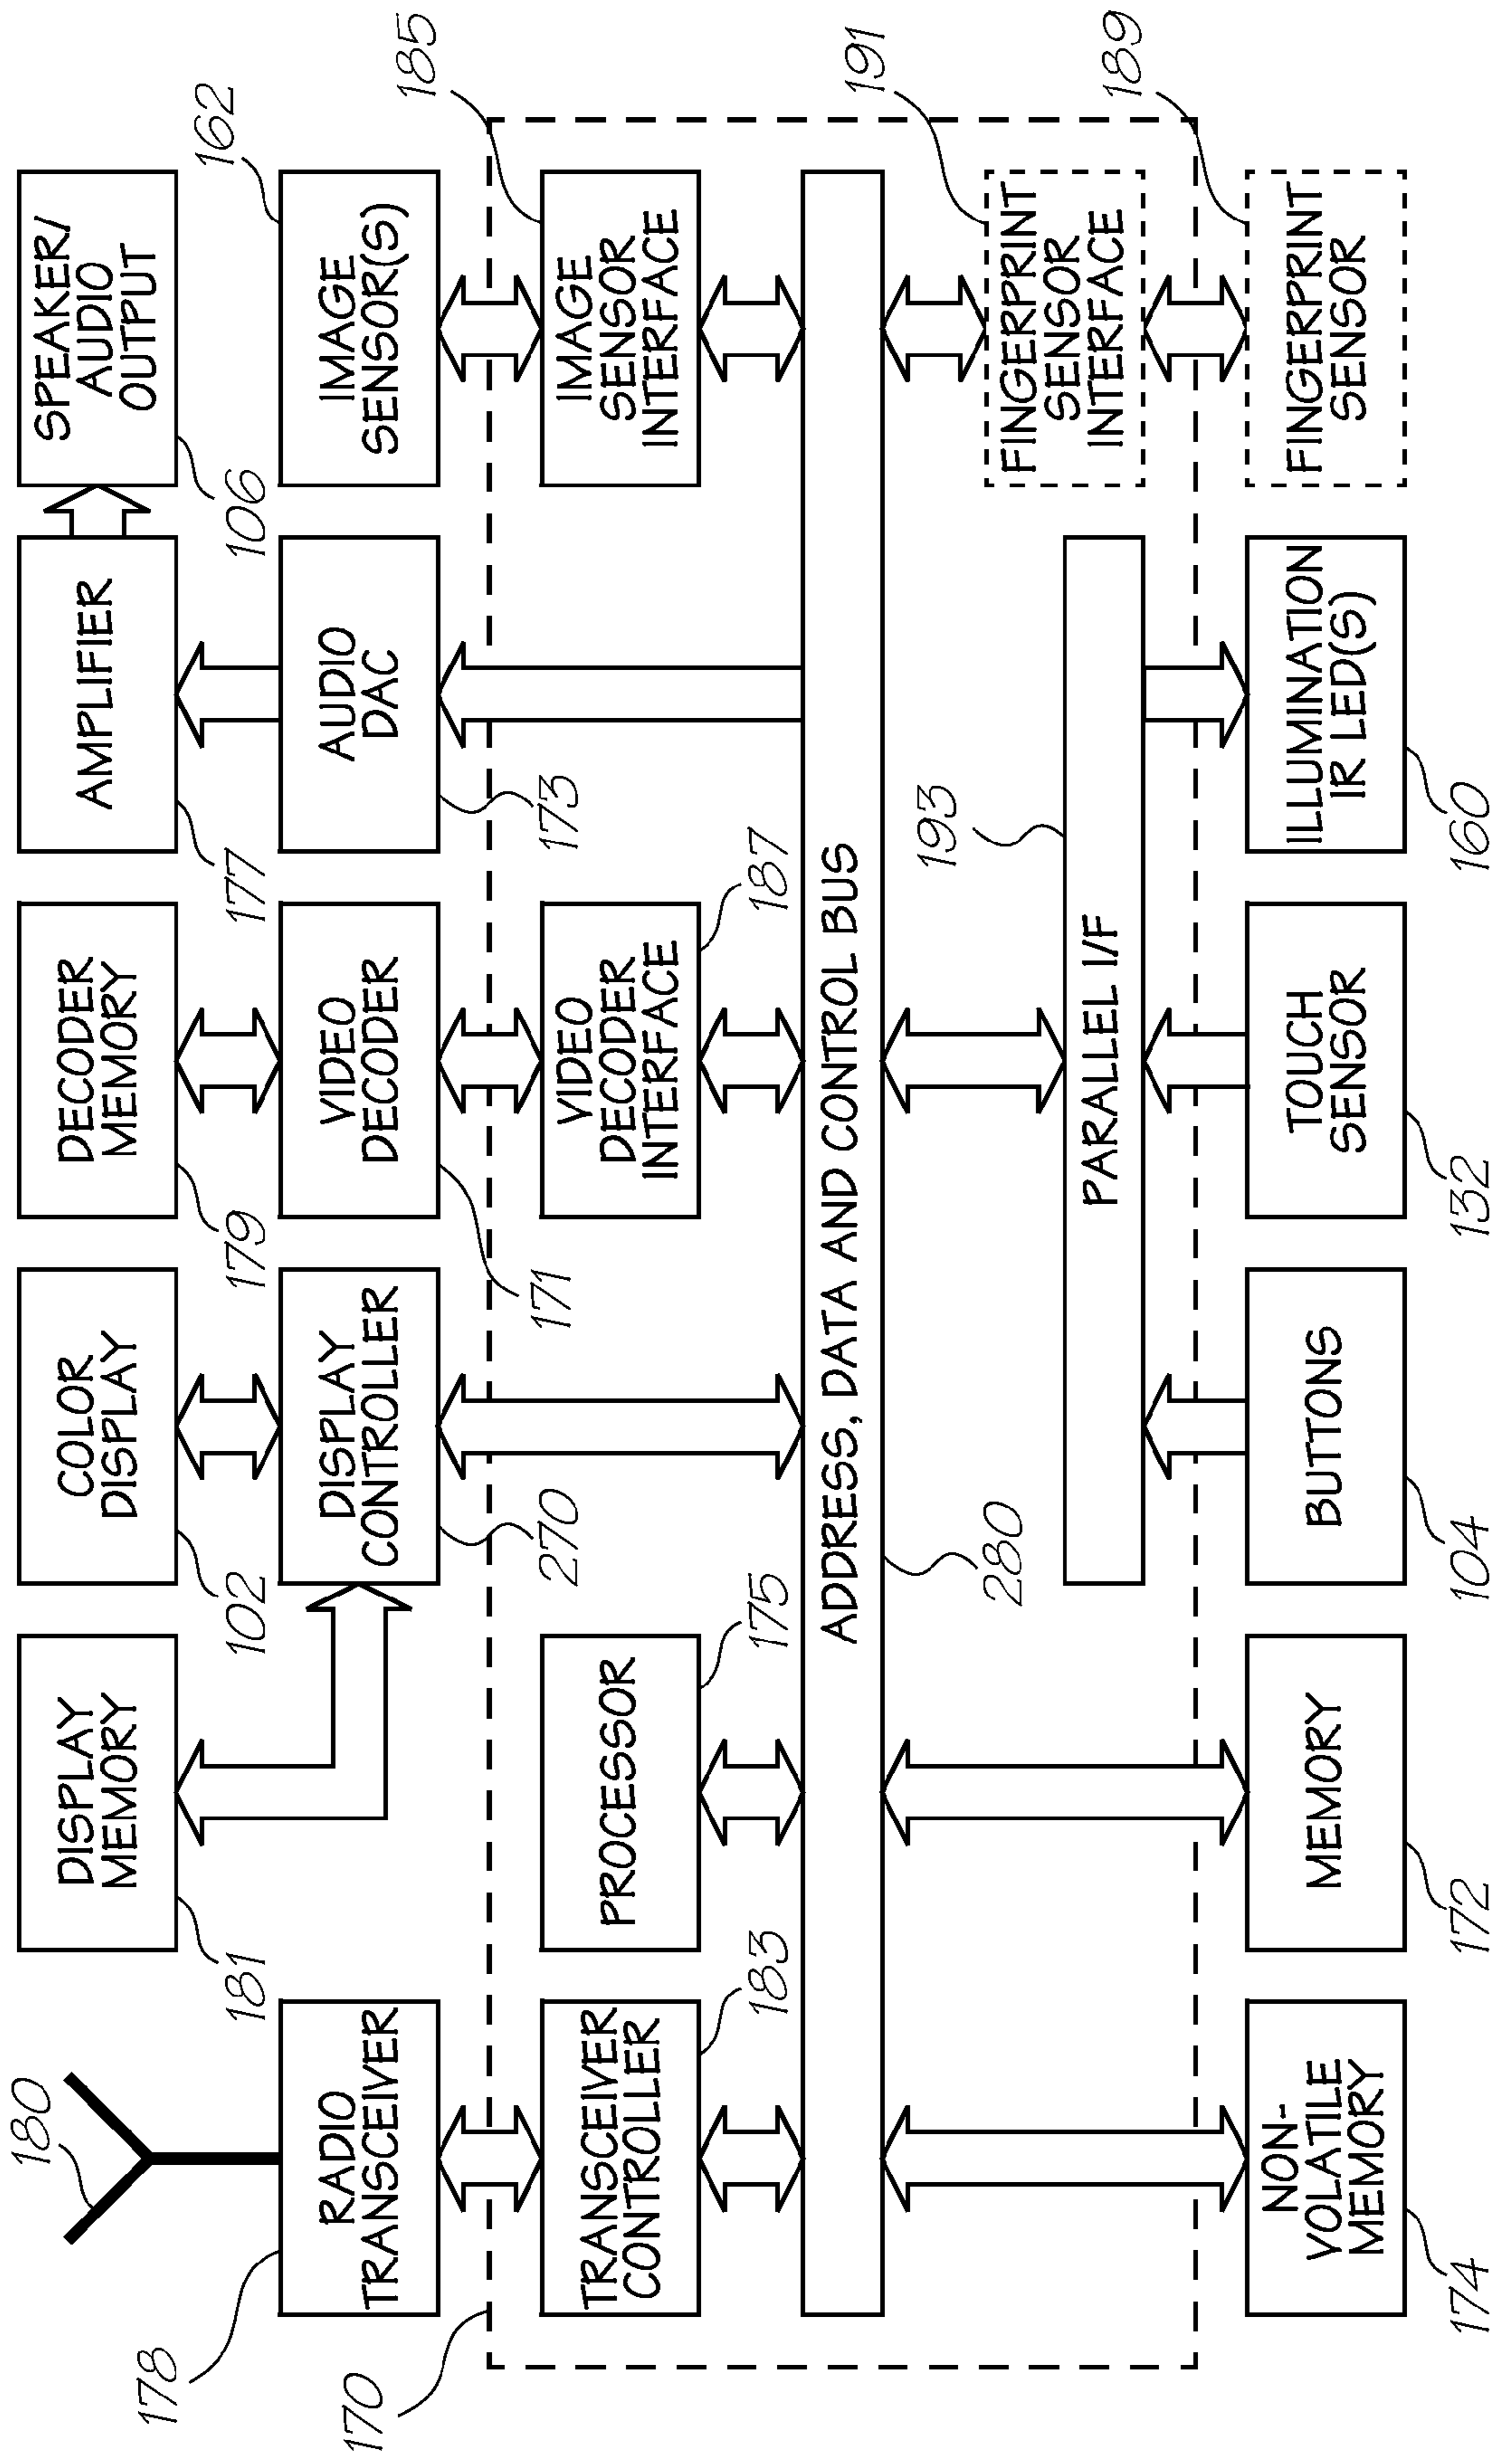 180
DISPLAY
MEMORY
COLOR
DISPLAY
DECODER
MEMORY
AMPLIFIER
SPEAKER/
AUDIO
OUTPUT
178
181
102
179
177
106
162
RADIO
TRANSCEIVER
DISPLAY
CONTROLLER
VIDEO
DECODER
AUDIO
DAC
IMAGE
SENSOR(S)
170
270
171
173
185
TRANSCEIVER
CONTROLLER
PROCESSOR
VIDEO
DECODER
INTERFACE
IMAGE
SENSOR
INTERFACE
183
175
187
ADDRESS, DATA AND CONTROL BUS
191
280
193
PARALLEL I/F
FINGERPRINT
SENSOR
INTERFACE
189
NON-
VOLATILE
MEMORY
MEMORY
BUTTONS
TOUCH
SENSOR
ILLUMINATION
IR LED(S)
FINGERPRINT
SENSOR
174
172
104
132
160